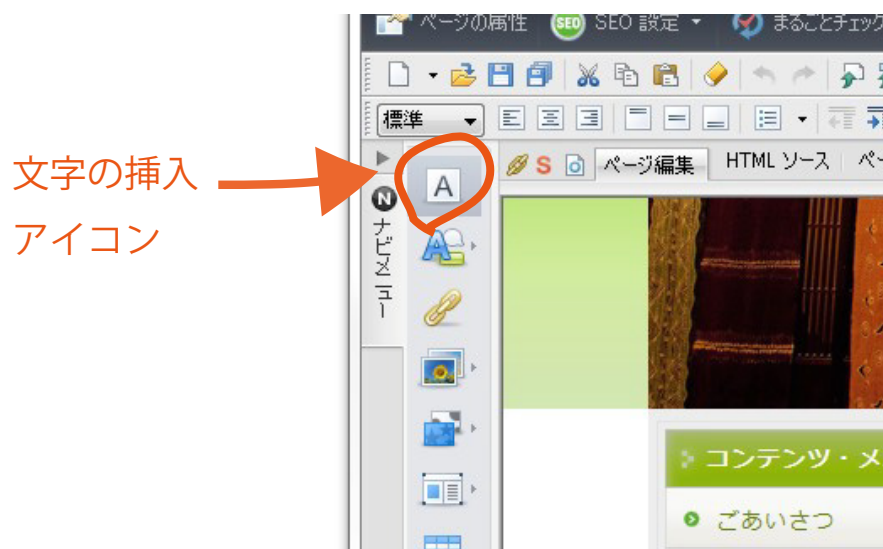 ページの属性 SEO SEO 設定 まるごとチェック
標準
文字の挿入
アイコン
A
S ページ編集 HTML ソース
N ナビメニュー
A
コンテンツ・メ
ごあいさつ